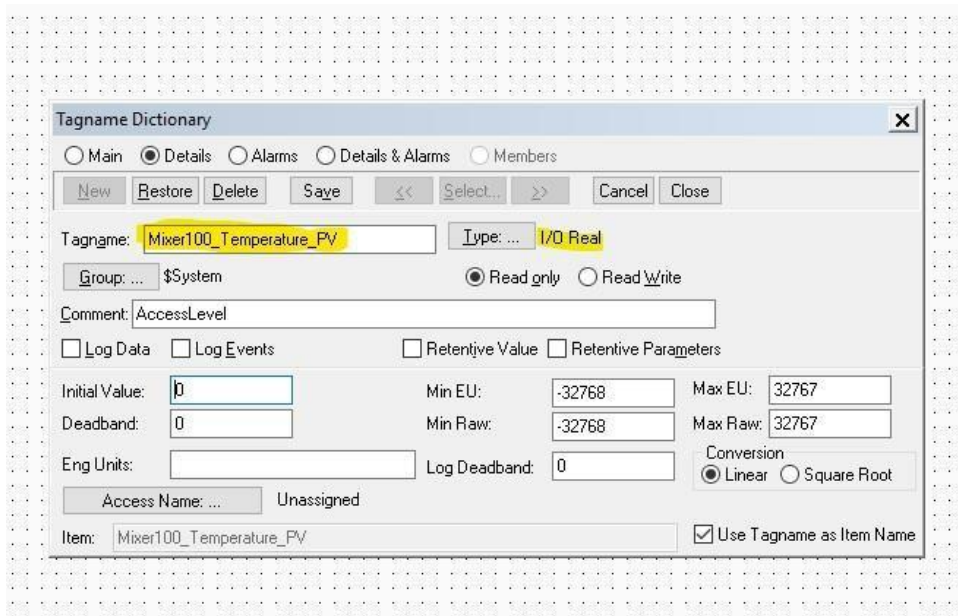 Tagname Dictionary
Main Details Alarms Details & Alarms Members
New Restore Delete Save << Select... >> Cancel Close
Tagname: Mixer100_Temperature_PV Type: ... I/O Real
Group: ... $System Read only Read Write
Comment: AccessLevel
Log Data Log Events Retentive Value Retentive Parameters
Initial Value: 0 Min EU: -32768 Max EU: 32767
Deadband: 0 Min Raw: -32768 Max Raw: 32767
Eng Units: Log Deadband: 0 Conversion
Linear Square Root
Access Name: ... Unassigned
Item: Mixer100_Temperature_PV Use Tagname as Item Name